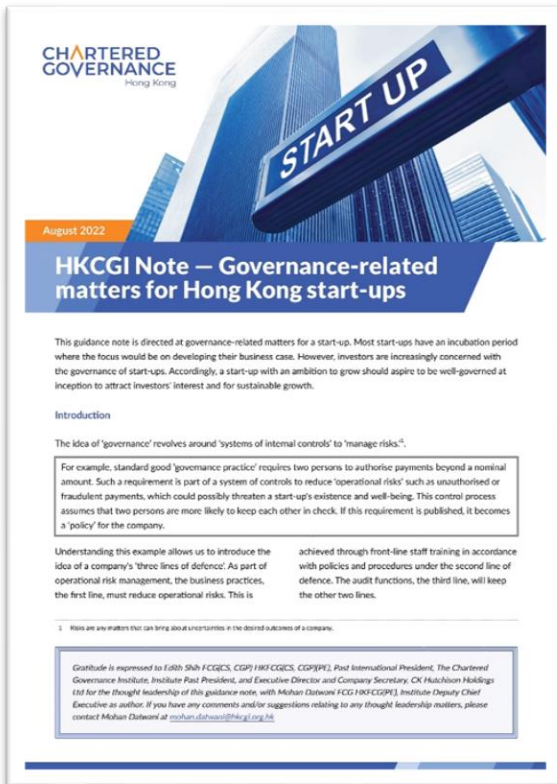 CHARTERED
GOVERNANCE
Hong Kong
START UP
August 2022
HKCGI Note — Governance-related
matters for Hong Kong start-ups
This guidance note is directed at governance-related matters for a start-up. Most start-ups have an incubation period
where the focus would be on developing their business case. However, investors are increasingly concerned with
the governance of start-ups. Accordingly, a start-up with an ambition to grow should aspire to be well-governed at
inception to attract investors' interest and for sustainable growth.
Introduction
The idea of 'governance' revolves around 'systems of internal controls' to 'manage risks.'1.
For example, standard good 'governance practice' requires two persons to authorise payments beyond a nominal
amount. Such a requirement is part of a system of controls to reduce 'operational risks' such as unauthorised or
fraudulent payments, which could possibly threaten a start-up's existence and well-being. This control process
assumes that two persons are more likely to keep each other in check. If this requirement is published, it becomes
a 'policy' for the company.
Understanding this example allows us to introduce the
idea of a company's 'three lines of defence'. As part of
operational risk management, the business practices,
the first line, must reduce operational risks. This is
achieved through front-line staff training in accordance
with policies and procedures under the second line of
defence. The audit functions, the third line, will keep
the other two lines.
1 Risks are any matters that can bring about uncertainties in the desired outcomes of a company.
Gratitude is expressed to Edith Shih FCG(CS, CGP) HKFCG(CS, CGP)(PE), Past International President, The Chartered
Governance Institute, Institute Past President, and Executive Director and Company Secretary, CK Hutchison Holdings
Ltd for the thought leadership of this guidance note, with Mohan Datwani FCG HKFCG(PE), Institute Deputy Chief
Executive as author. If you have any comments and/or suggestions relating to any thought leadership matters, please
contact Mohan Datwani at mohan.datwani@hkcgi.org.hk